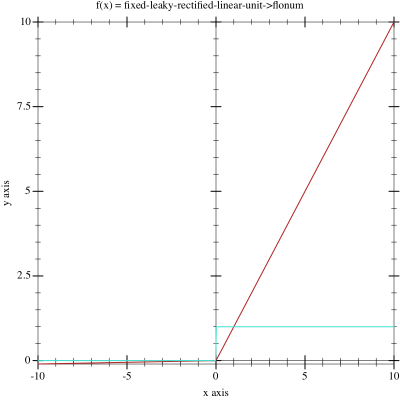 f(x) = fixed-leaky-rectified-linear-unit->flonum
10
7.5
5
2.5
0
y axis
-10 -5 0 5 10
x axis